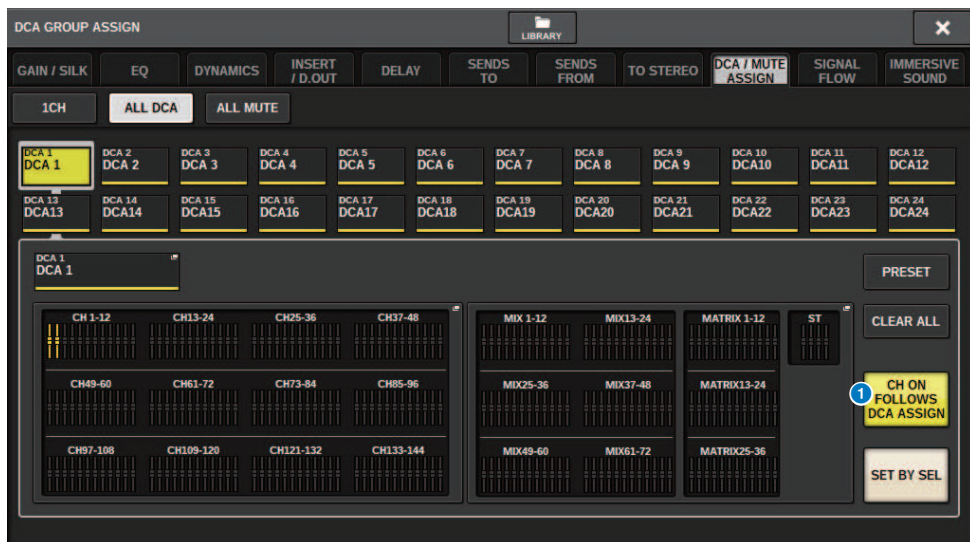 DCA GROUP ASSIGN
LIBRARY
GAIN / SILK
EQ
DYNAMICS
INSERT
/ D.OUT
DELAY
SENDS
TO
SENDS
FROM
TO STEREO
DCA / MUTE
ASSIGN
SIGNAL
FLOW
IMMERSIVE
SOUND
1CH
ALL DCA
ALL MUTE
DCA 1
DCA 1
DCA 2
DCA 2
DCA 3
DCA 3
DCA 4
DCA 4
DCA 5
DCA 5
DCA 6
DCA 6
DCA 7
DCA 7
DCA 8
DCA 8
DCA 9
DCA 9
DCA 10
DCA10
DCA 11
DCA11
DCA 12
DCA12
DCA 13
DCA13
DCA 14
DCA14
DCA 15
DCA15
DCA 16
DCA16
DCA 17
DCA17
DCA 18
DCA18
DCA 19
DCA19
DCA 20
DCA20
DCA 21
DCA21
DCA 22
DCA22
DCA 23
DCA23
DCA 24
DCA24
DCA 1
DCA 1
PRESET
CH 1-12
CH13-24
CH25-36
CH37-48
MIX 1-12
MIX13-24
MATRIX 1-12
ST
CLEAR ALL
CH49-60
CH61-72
CH73-84
CH85-96
MIX25-36
MIX37-48
MATRIX13-24
1
CH ON
FOLLOWS
DCA ASSIGN
CH97-108
CH109-120
CH121-132
CH133-144
MIX49-60
MIX61-72
MATRIX25-36
SET BY SEL